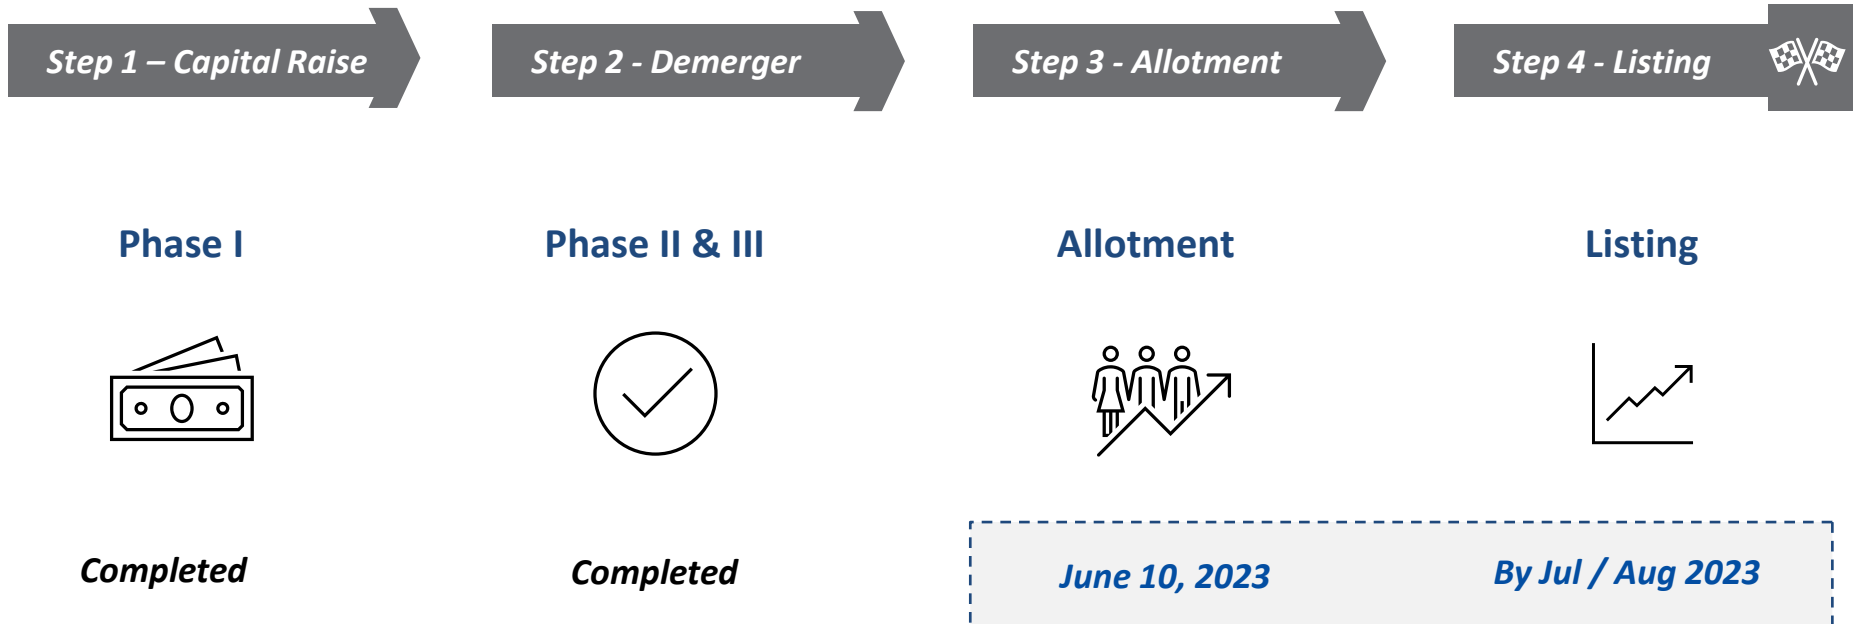 Step 1 – Capital Raise
Step 2 - Demerger
Step 3 - Allotment
Step 4 - Listing
Phase I
Phase II & III
Allotment
Listing
Completed
Completed
June 10, 2023
By Jul / Aug 2023